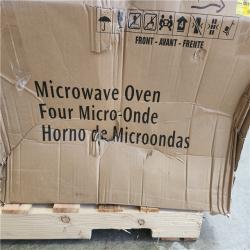 FRONT - AVANT - FRENTE
Microwave Oven
Four Micro-Onde
Horno de Microondas